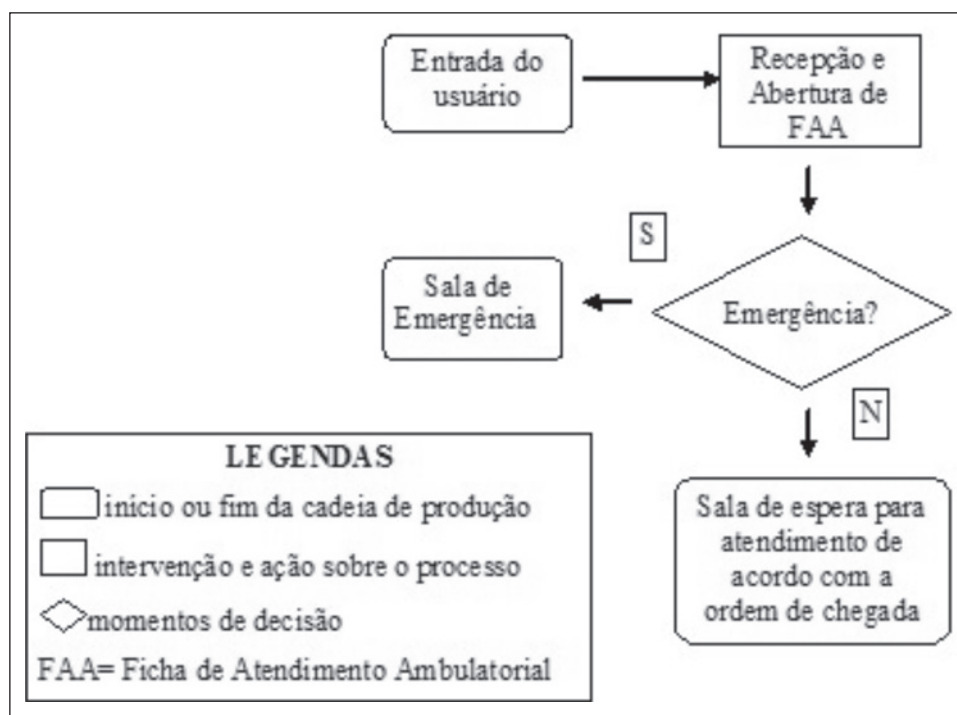 Entrada do
usuário
Recepção e
Abertura de
FAA
S
Sala de
Emergência
Emergência?
N
Sala de espera para
atendimento de
acordo com a
ordem de chegada
LEGENDAS
início ou fim da cadeia de produção
intervenção e ação sobre o processo
momentos de decisão
FAA= Ficha de Atendimento Ambulatorial